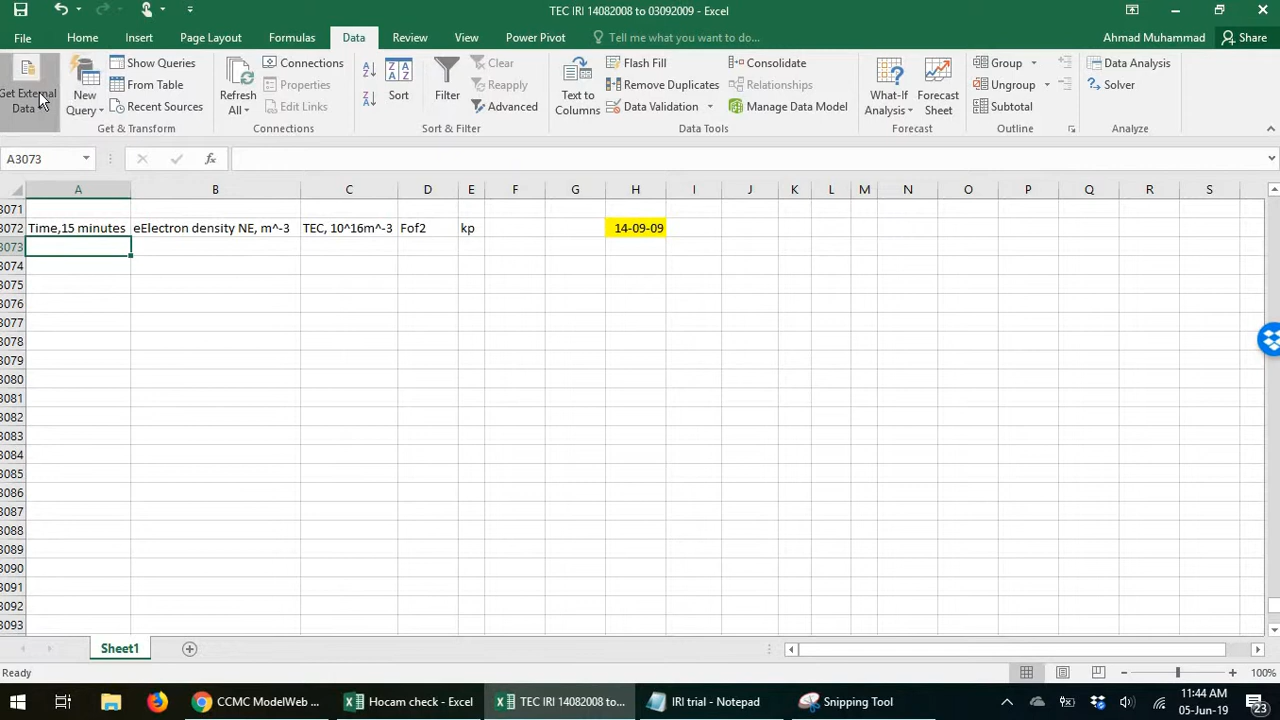 TEC IRI 14082008 to 03092009 - Excel
File Home Insert Page Layout Formulas Data Review View Power Pivot Tell me what you want to do... Ahmad Muhammad Share
Get External Data
New Query
Show Queries
From Table
Recent Sources
Get & Transform
Refresh All
Connections
Properties
Edit Links
Connections
Sort
Filter
Clear
Reapply
Advanced
Sort & Filter
Text to Columns
Flash Fill
Remove Duplicates
Data Validation
Consolidate
Relationships
Manage Data Model
Data Tools
What-If Analysis
Forecast Sheet
Forecast
Group
Ungroup
Subtotal
Outline
Data Analysis
Solver
Analyze
A3073 fx
A B C D E F G H I J K L M N O P Q R S
3071
3072 Time,15 minutes eElectron density NE, m^-3 TEC, 10^16m^-3 Fof2 kp 14-09-09
3073
3074
3075
3076
3077
3078
3079
3080
3081
3082
3083
3084
3085
3086
3087
3088
3089
3090
3091
3092
3093
Sheet1
Ready 100%
CCMC ModelWeb ... Hocam check - Excel TEC IRI 14082008 to... IRI trial - Notepad Snipping Tool 11:44 AM
05-Jun-19 23